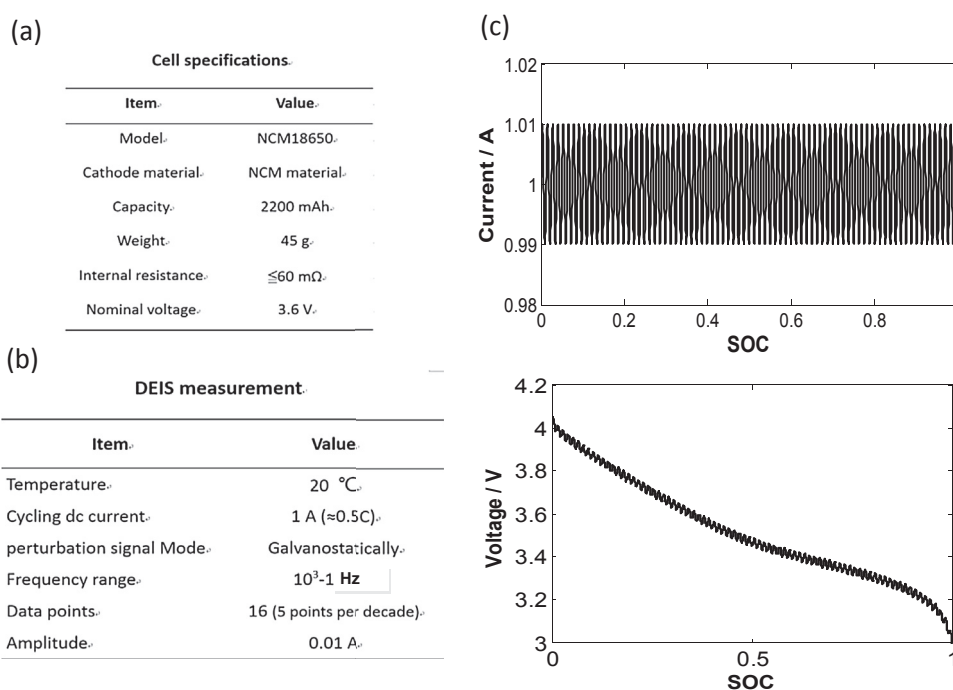 (a)
Cell specifications
Item Value
Model NCM18650
Cathode material NCM material
Capacity 2200 mAh
Weight 45 g
Internal resistance ≦60 mΩ
Nominal voltage 3.6 V
(b)
DEIS measurement
Item Value
Temperature 20 ℃
Cycling dc current 1 A (≈0.5C)
perturbation signal Mode Galvanostatically
Frequency range 10³-1 Hz
Data points 16 (5 points per decade)
Amplitude 0.01 A
(c)
Current / A
1.02
1.01
1
0.99
0.98
0 0.2 0.4 0.6 0.8
SOC
Voltage / V
4.2
4
3.8
3.6
3.4
3.2
3
0 0.5 1
SOC